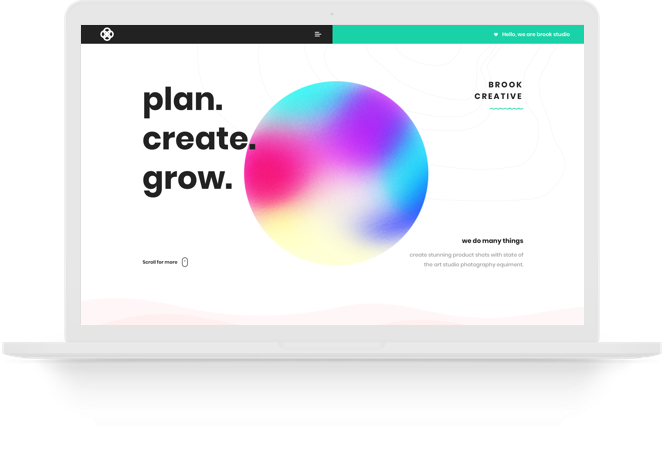 Hello, we are brook studio
plan.
create.
grow.
BROOK
CREATIVE
we do many things
create stunning product shots with state of
the art studio photography equiment.
Scroll for more